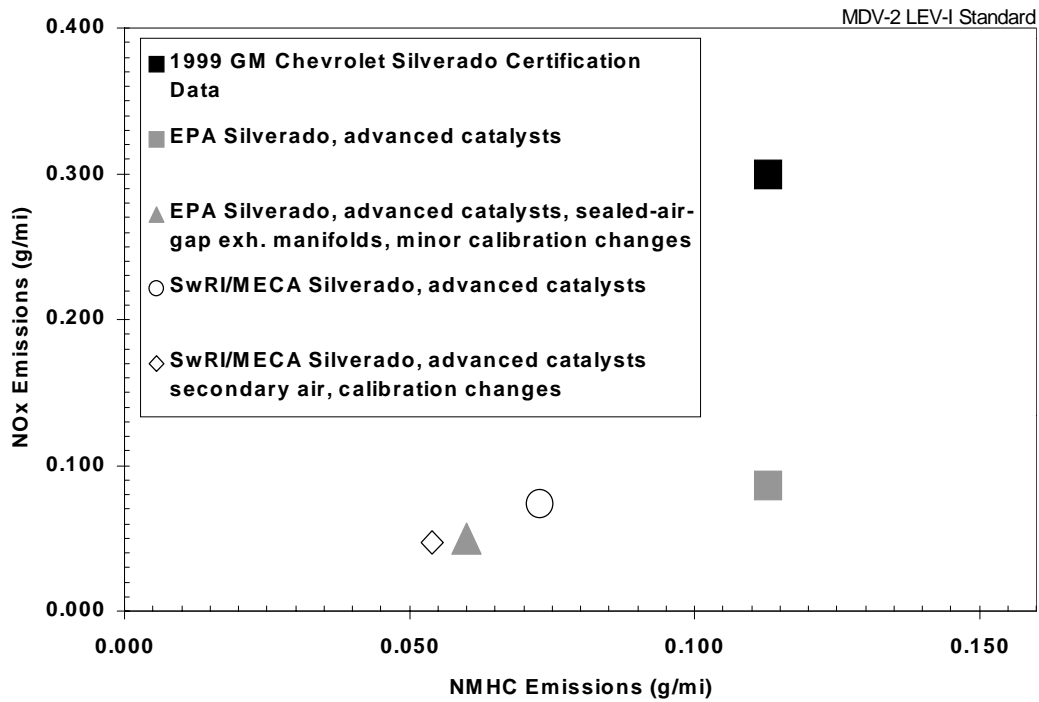 MDV-2 LEV-I Standard
0.400
1999 GM Chevrolet Silverado Certification
Data
EPA Silverado, advanced catalysts
0.300
EPA Silverado, advanced catalysts, sealed-air-
gap exh. manifolds, minor calibration changes
SwRI/MECA Silverado, advanced catalysts
0.200
SwRI/MECA Silverado, advanced catalysts
secondary air, calibration changes
NOx Emissions (g/mi)
0.100
0.000
0.000 0.050 0.100 0.150
NMHC Emissions (g/mi)